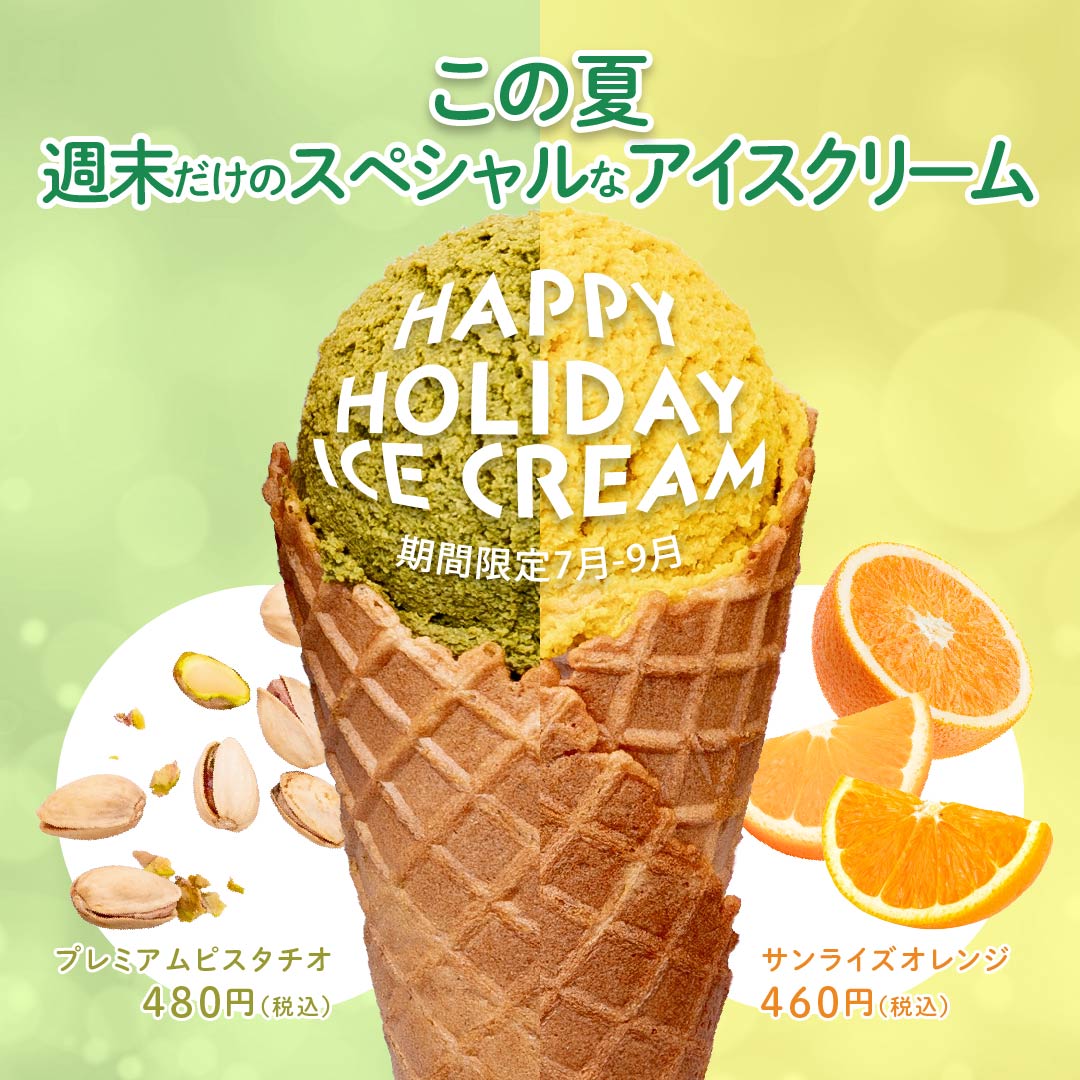 この夏
週末だけのスペシャルなアイスクリーム
HAPPY
HOLIDAY
ICE CREAM
期間限定7月-9月
プレミアムピスタチオ
480円(税込)
サンライズオレンジ
460円(税込)